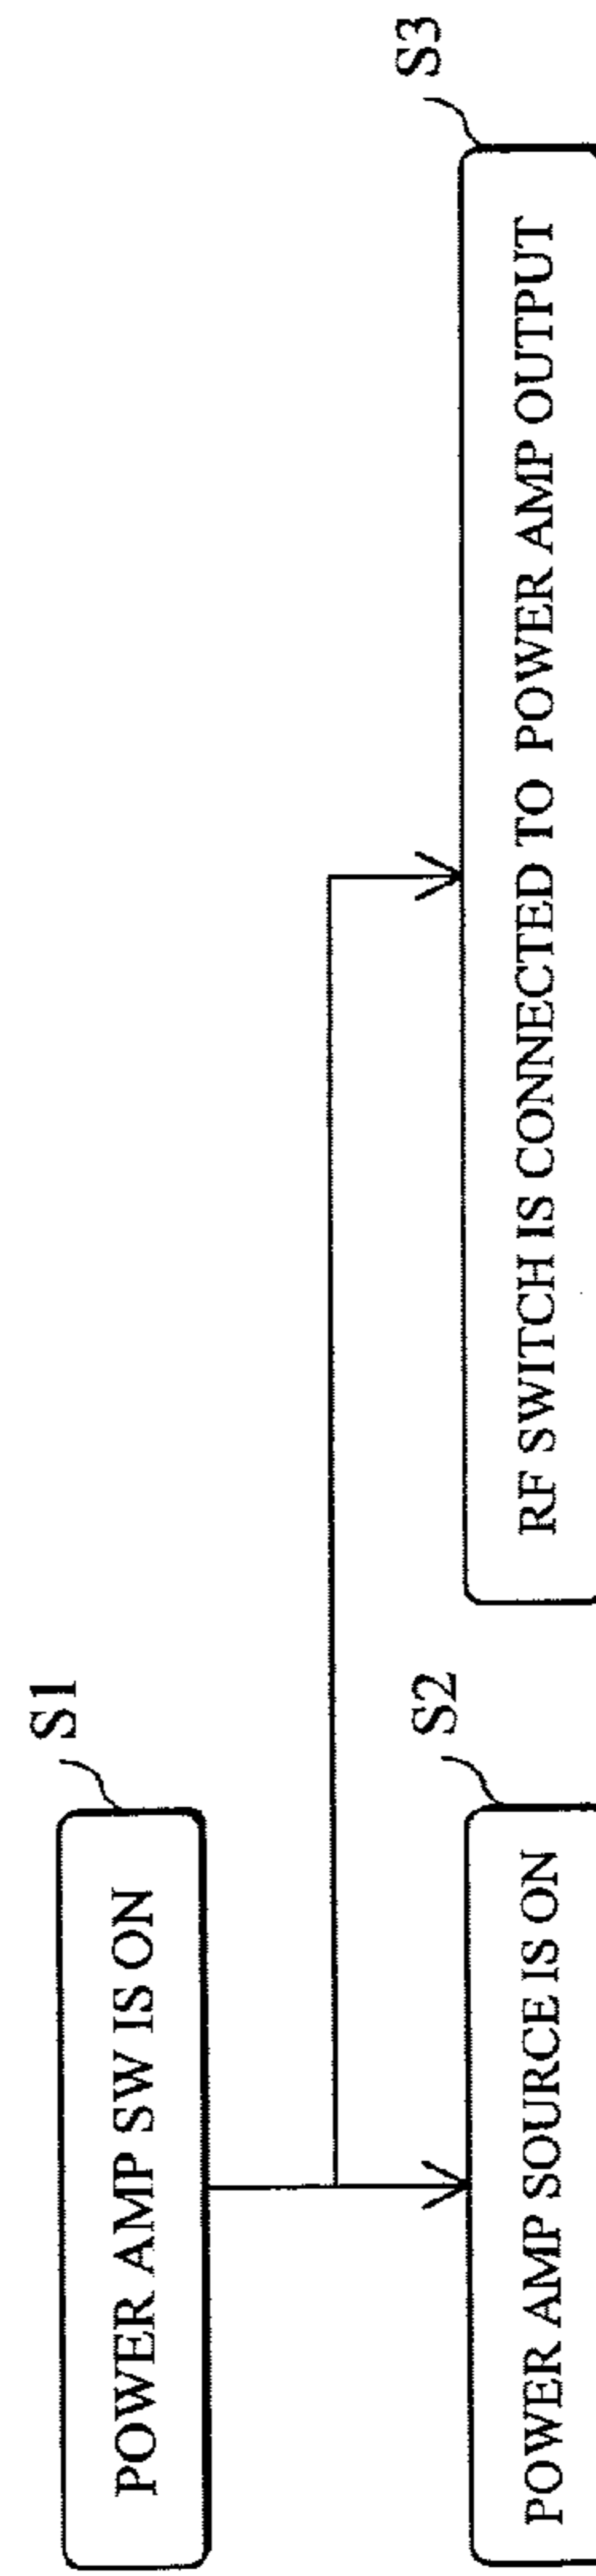 S1
POWER AMP SW IS ON
S2
POWER AMP SOURCE IS ON
S3
RF SWITCH IS CONNECTED TO POWER AMP OUTPUT